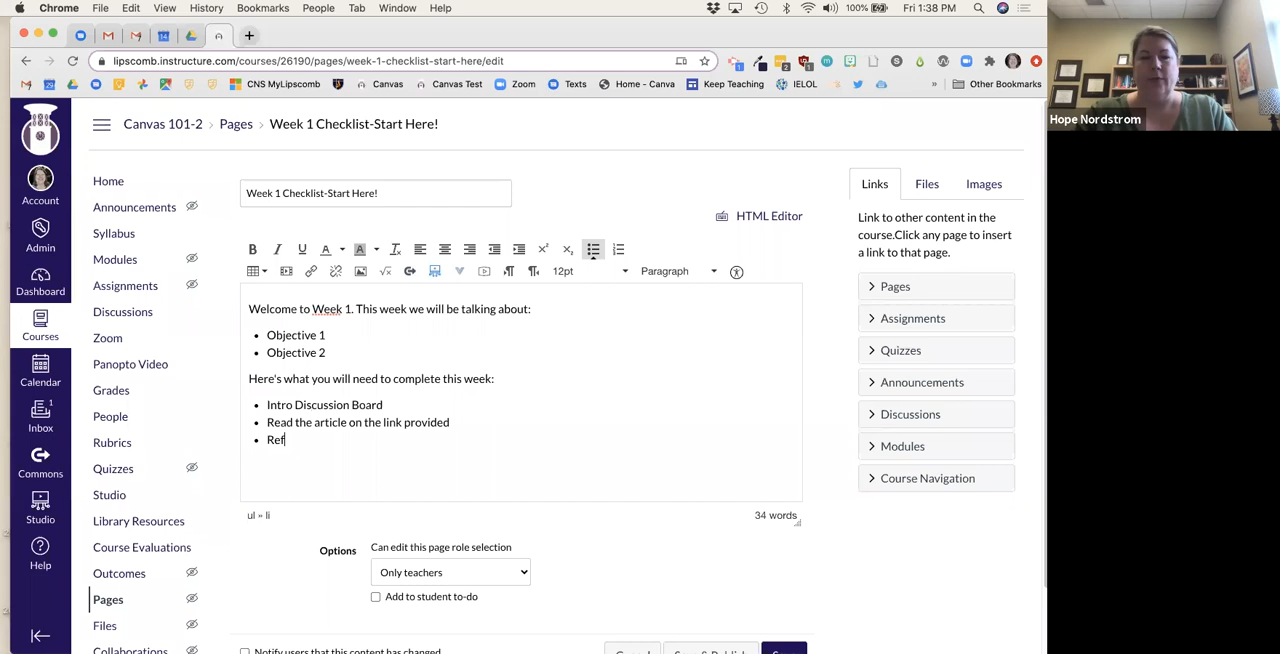 Chrome File Edit View History Bookmarks People Tab Window Help 100% Fri 1:38 PM
lipscomb.instructure.com/courses/26190/pages/week-1-checklist-start-here/edit
CNS MyLipscomb Canvas Canvas Test Zoom Texts Home - Canva Keep Teaching IELOL » Other Bookmarks
Hope Nordstrom
Canvas 101-2 > Pages > Week 1 Checklist-Start Here!
Account
Admin
Dashboard
Courses
Calendar
1
Inbox
Commons
Studio
Help
Home
Announcements
Syllabus
Modules
Assignments
Discussions
Zoom
Panopto Video
Grades
People
Rubrics
Quizzes
Studio
Library Resources
Course Evaluations
Outcomes
Pages
Files
Collaborations
Week 1 Checklist-Start Here!
HTML Editor
B I U A A
12pt Paragraph
Welcome to Week 1. This week we will be talking about:
• Objective 1
• Objective 2
Here's what you will need to complete this week:
• Intro Discussion Board
• Read the article on the link provided
• Ref
ul » li 34 words
Options Can edit this page role selection
Only teachers
Add to student to-do
Notify users that this content has changed
Cancel Save & Publish Save
Links Files Images
Link to other content in the
course.Click any page to insert
a link to that page.
Pages
Assignments
Quizzes
Announcements
Discussions
Modules
Course Navigation